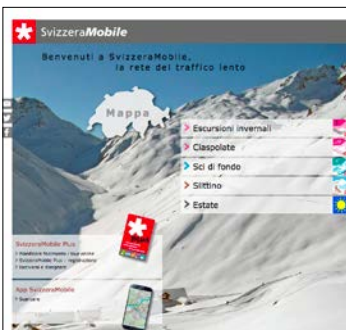 SvizzeraMobile
Benvenuti a SvizzeraMobile,
la rete del traffico lento
Mappa
> Escursioni invernali
> Ciaspolate
> Sci di fondo
> Slittino
> Estate
SvizzeraMobile Plus
App SvizzeraMobile